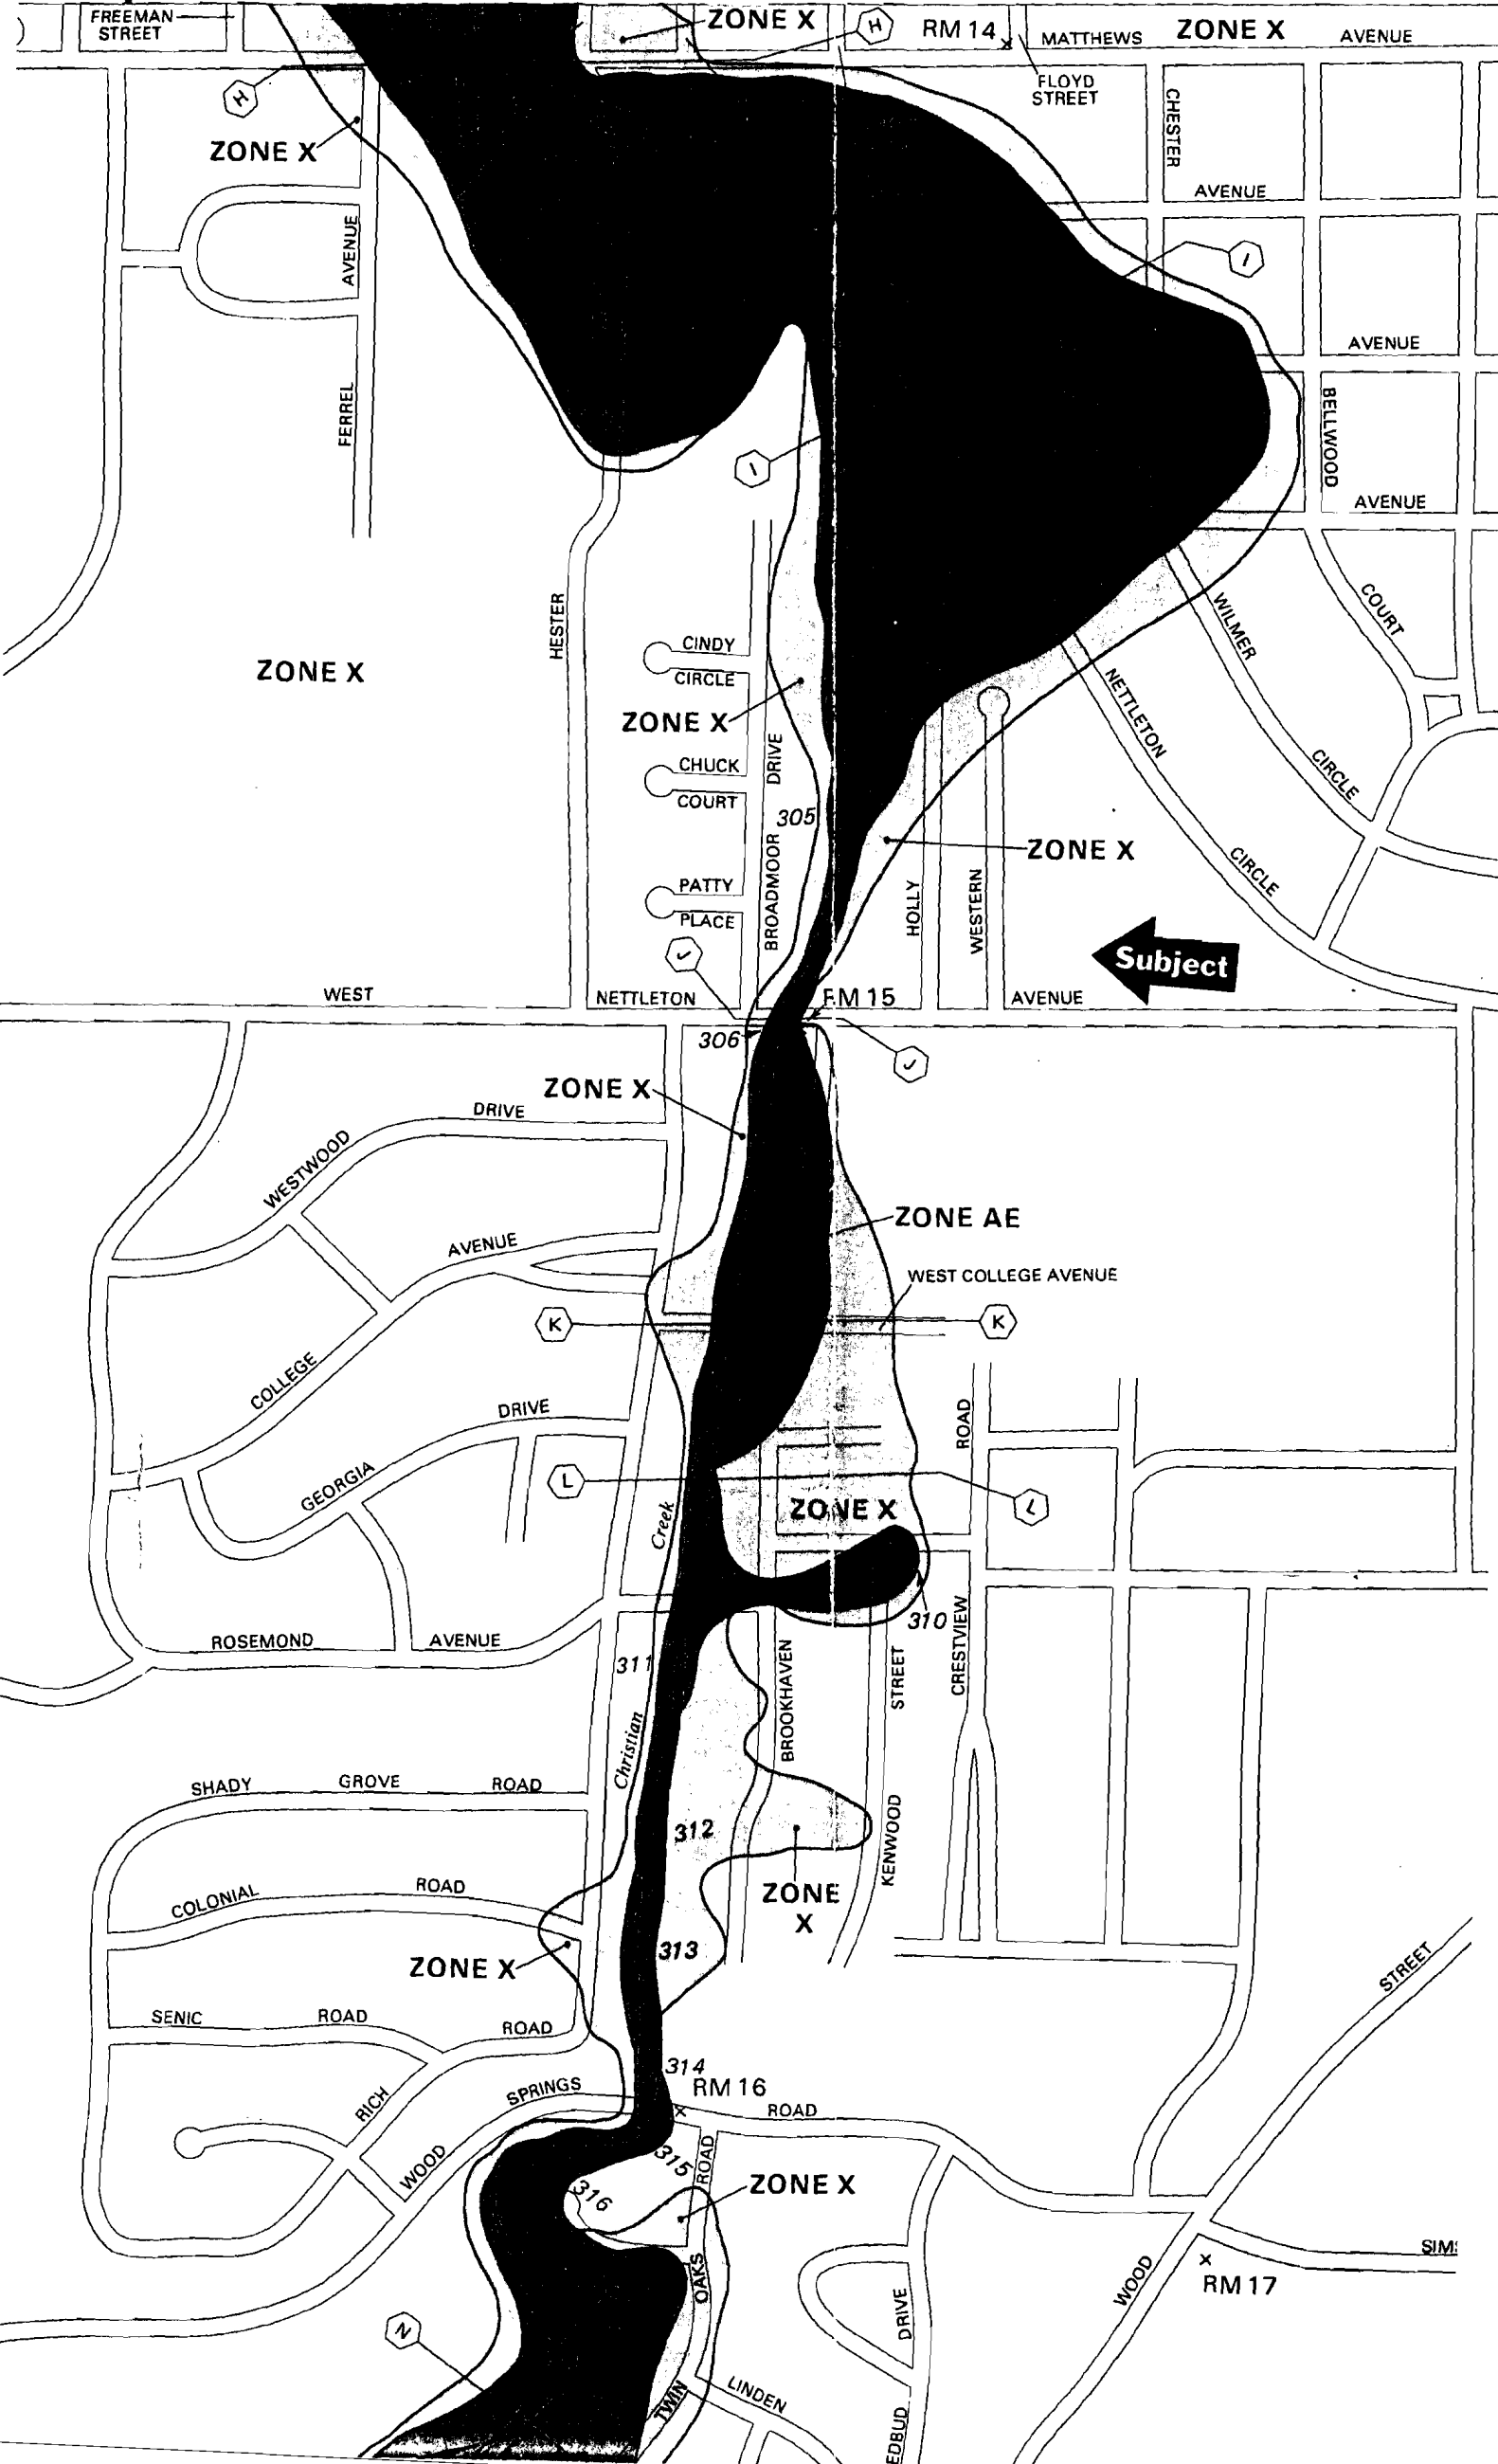 FREEMAN
STREET
ZONE X
H
RM 14
MATTHEWS
ZONE X
AVENUE
H
FLOYD
STREET
CHESTER
ZONE X
AVENUE
AVENUE
I
AVENUE
FERREL
BELLWOOD
I
AVENUE
HESTER
CINDY
CIRCLE
WILMER
COURT
ZONE X
ZONE X
NETTLETON
CHUCK
COURT
DRIVE
305
CIRCLE
ZONE X
CIRCLE
PATTY
PLACE
BROADMOOR
HOLLY
WESTERN
J
Subject
WEST
NETTLETON
RM 15
AVENUE
306
J
ZONE X
DRIVE
WESTWOOD
ZONE AE
AVENUE
WEST COLLEGE AVENUE
K
K
COLLEGE
DRIVE
ROAD
GEORGIA
L
L
ZONE X
Creek
310
ROSEMOND
AVENUE
311
BROOKHAVEN
STREET
CRESTVIEW
Christian
SHADY
GROVE
ROAD
312
KENWOOD
COLONIAL
ROAD
ZONE
X
313
ZONE X
STREET
SENIC
ROAD
ROAD
314
RM 16
RICH
SPRINGS
ROAD
WOOD
315
ROAD
ZONE X
316
SIMS
OAKS
WOOD
RM 17
N
DRIVE
TWIN
LINDEN
EDBUD